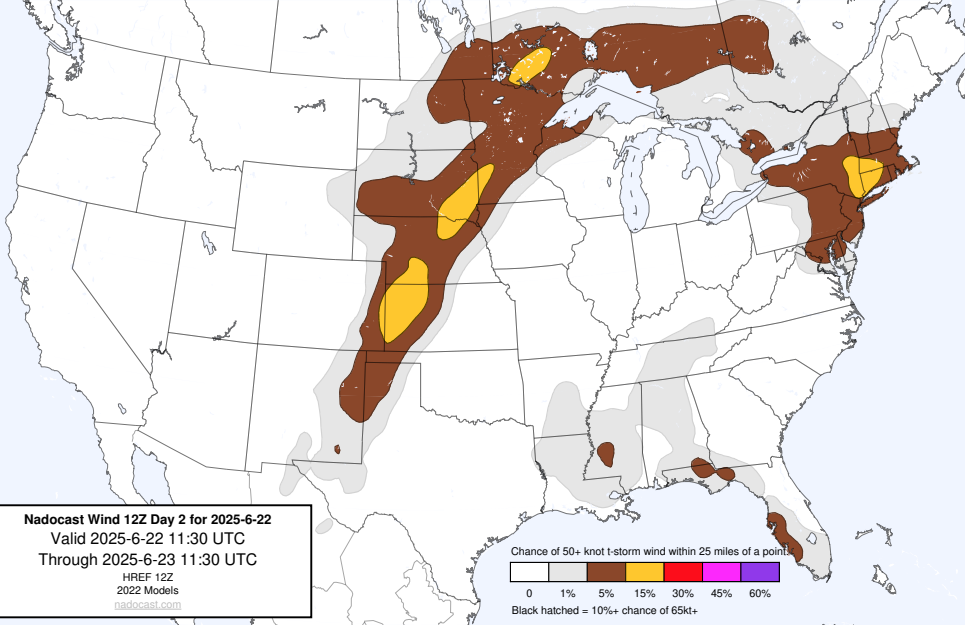 Nadocast Wind 12Z Day 2 for 2025-6-22
Valid 2025-6-22 11:30 UTC
Through 2025-6-23 11:30 UTC
HREF 12Z
2022 Models
nadocast.com
Chance of 50+ knot t-storm wind within 25 miles of a point.
0 1% 5% 15% 30% 45% 60%
Black hatched = 10%+ chance of 65kt+